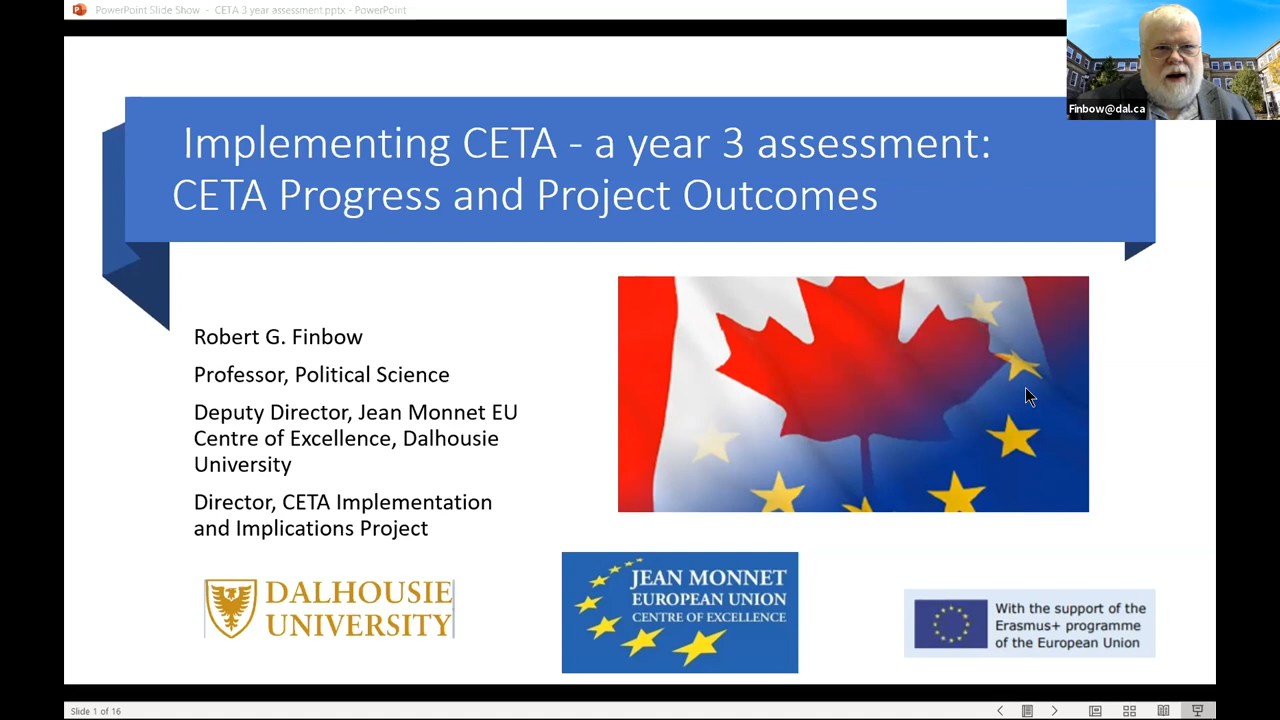 PowerPoint Slide Show - CETA 3 year assessment.pptx - PowerPoint
Finbow@dal.ca
Implementing CETA - a year 3 assessment:
CETA Progress and Project Outcomes
Robert G. Finbow
Professor, Political Science
Deputy Director, Jean Monnet EU
Centre of Excellence, Dalhousie
University
Director, CETA Implementation
and Implications Project
DALHOUSIE
UNIVERSITY
JEAN MONNET
EUROPEAN UNION
CENTRE OF EXCELLENCE
With the support of the
Erasmus+ programme
of the European Union
Slide 1 of 16